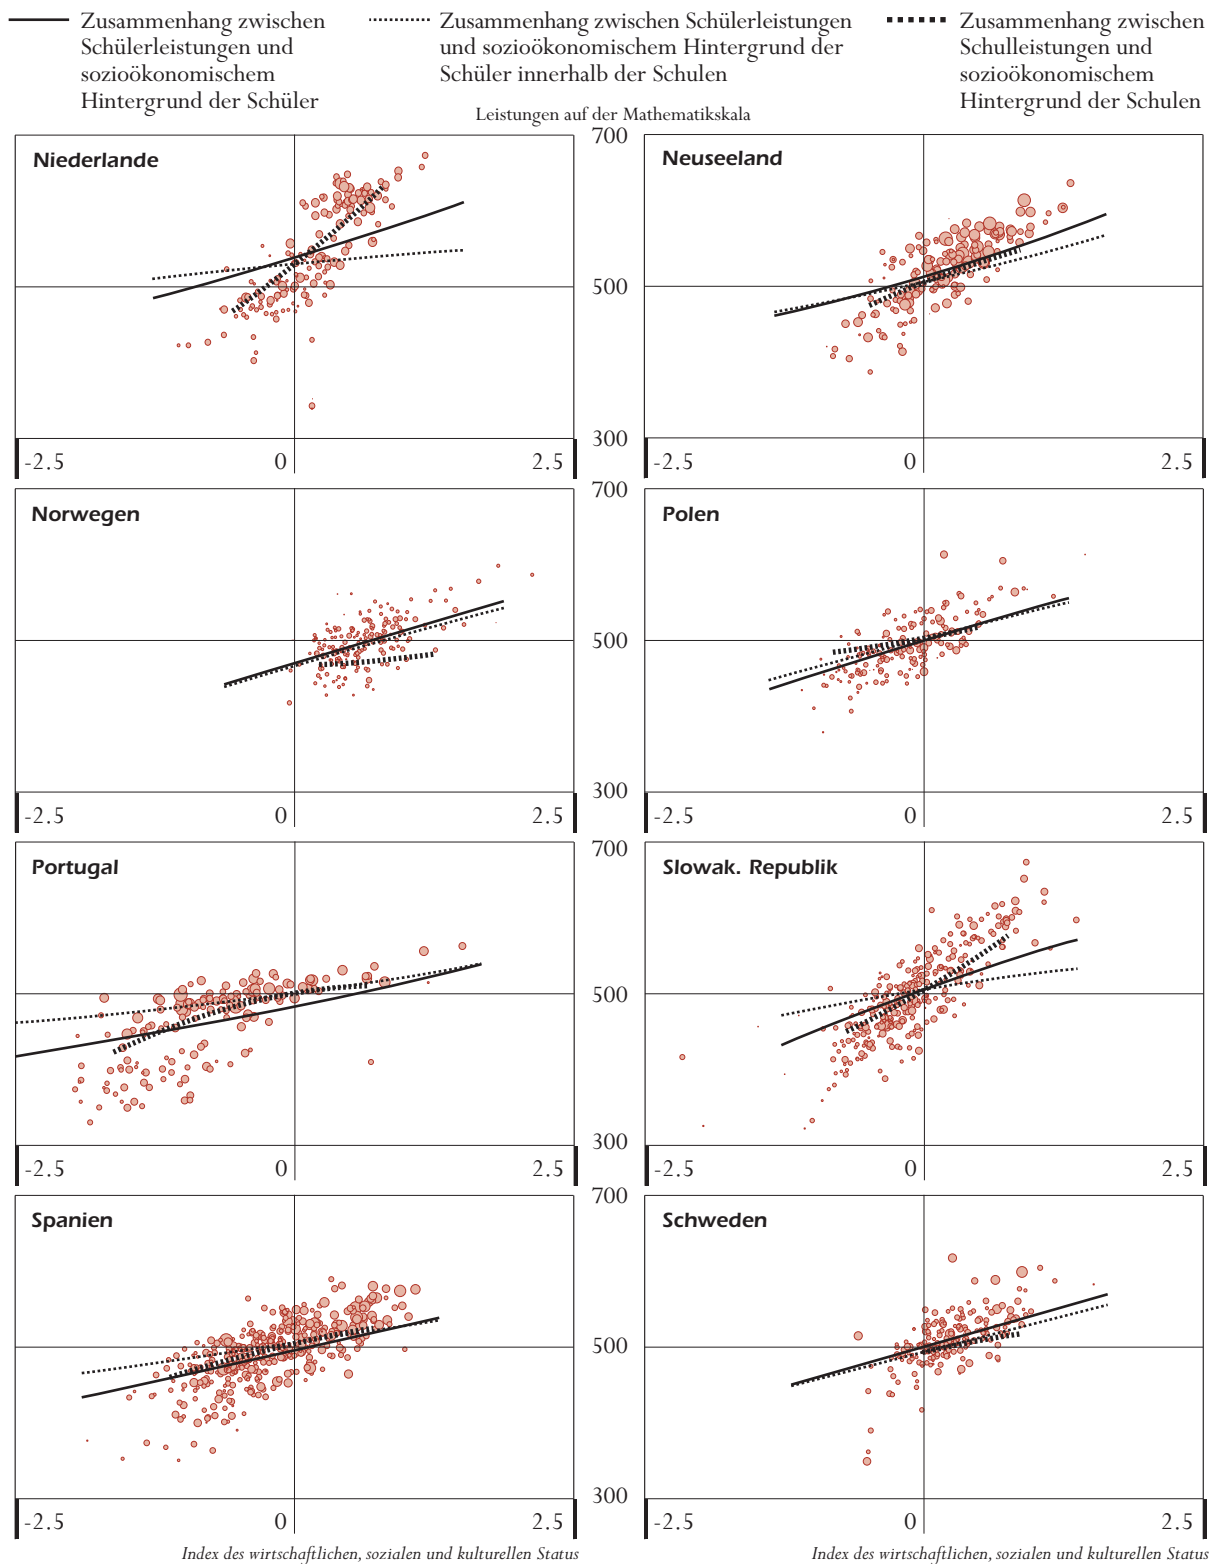 Zusammenhang zwischen
Schülerleistungen und
sozioökonomischem
Hintergrund der Schüler
Zusammenhang zwischen Schülerleistungen
und sozioökonomischem Hintergrund der
Schüler innerhalb der Schulen
Zusammenhang zwischen
Schulleistungen und
sozioökonomischem
Hintergrund der Schulen
Leistungen auf der Mathematikskala
Niederlande
700
Neuseeland
500
300
-2.5 0 2.5
-2.5 0 2.5
Norwegen
700
Polen
500
300
-2.5 0 2.5
-2.5 0 2.5
Portugal
700
Slowak. Republik
500
300
-2.5 0 2.5
-2.5 0 2.5
Spanien
700
Schweden
500
300
-2.5 0 2.5
-2.5 0 2.5
Index des wirtschaftlichen, sozialen und kulturellen Status
Index des wirtschaftlichen, sozialen und kulturellen Status